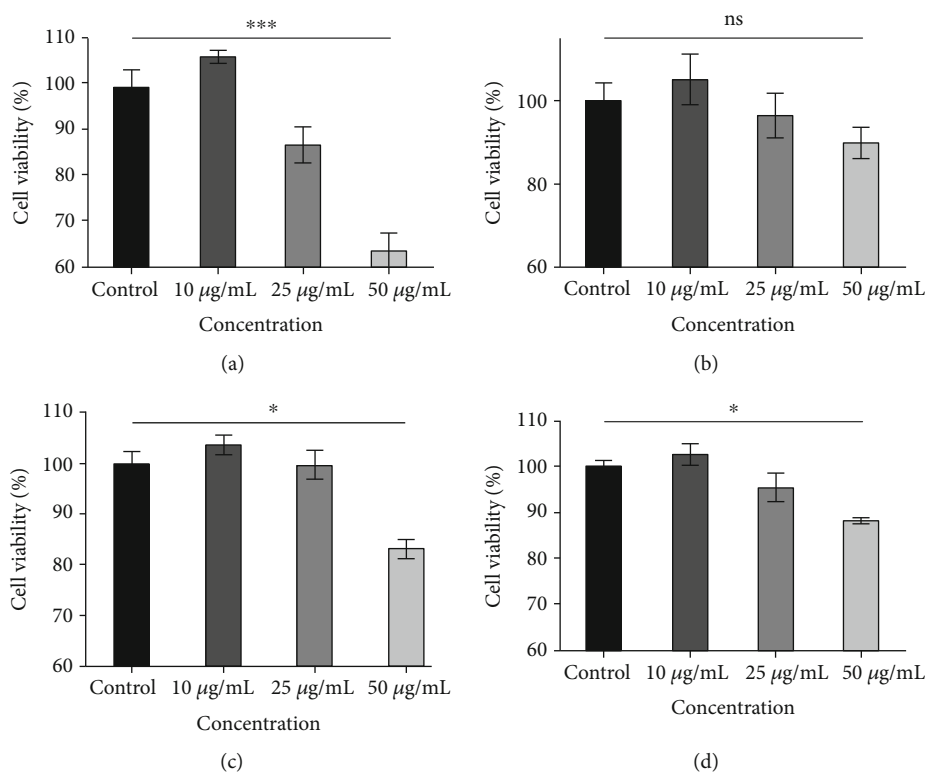 ***
110
100
90
80
70
60
Cell viability (%)
Control
10 μg/mL
25 μg/mL
50 μg/mL
Concentration
(a)
ns
100
80
60
Cell viability (%)
Control
10 μg/mL
25 μg/mL
50 μg/mL
Concentration
(b)
*
110
100
90
80
70
60
Cell viability (%)
Control
10 μg/mL
25 μg/mL
50 μg/mL
Concentration
(c)
*
110
100
90
80
70
60
Cell viability (%)
Control
10 μg/mL
25 μg/mL
50 μg/mL
Concentration
(d)